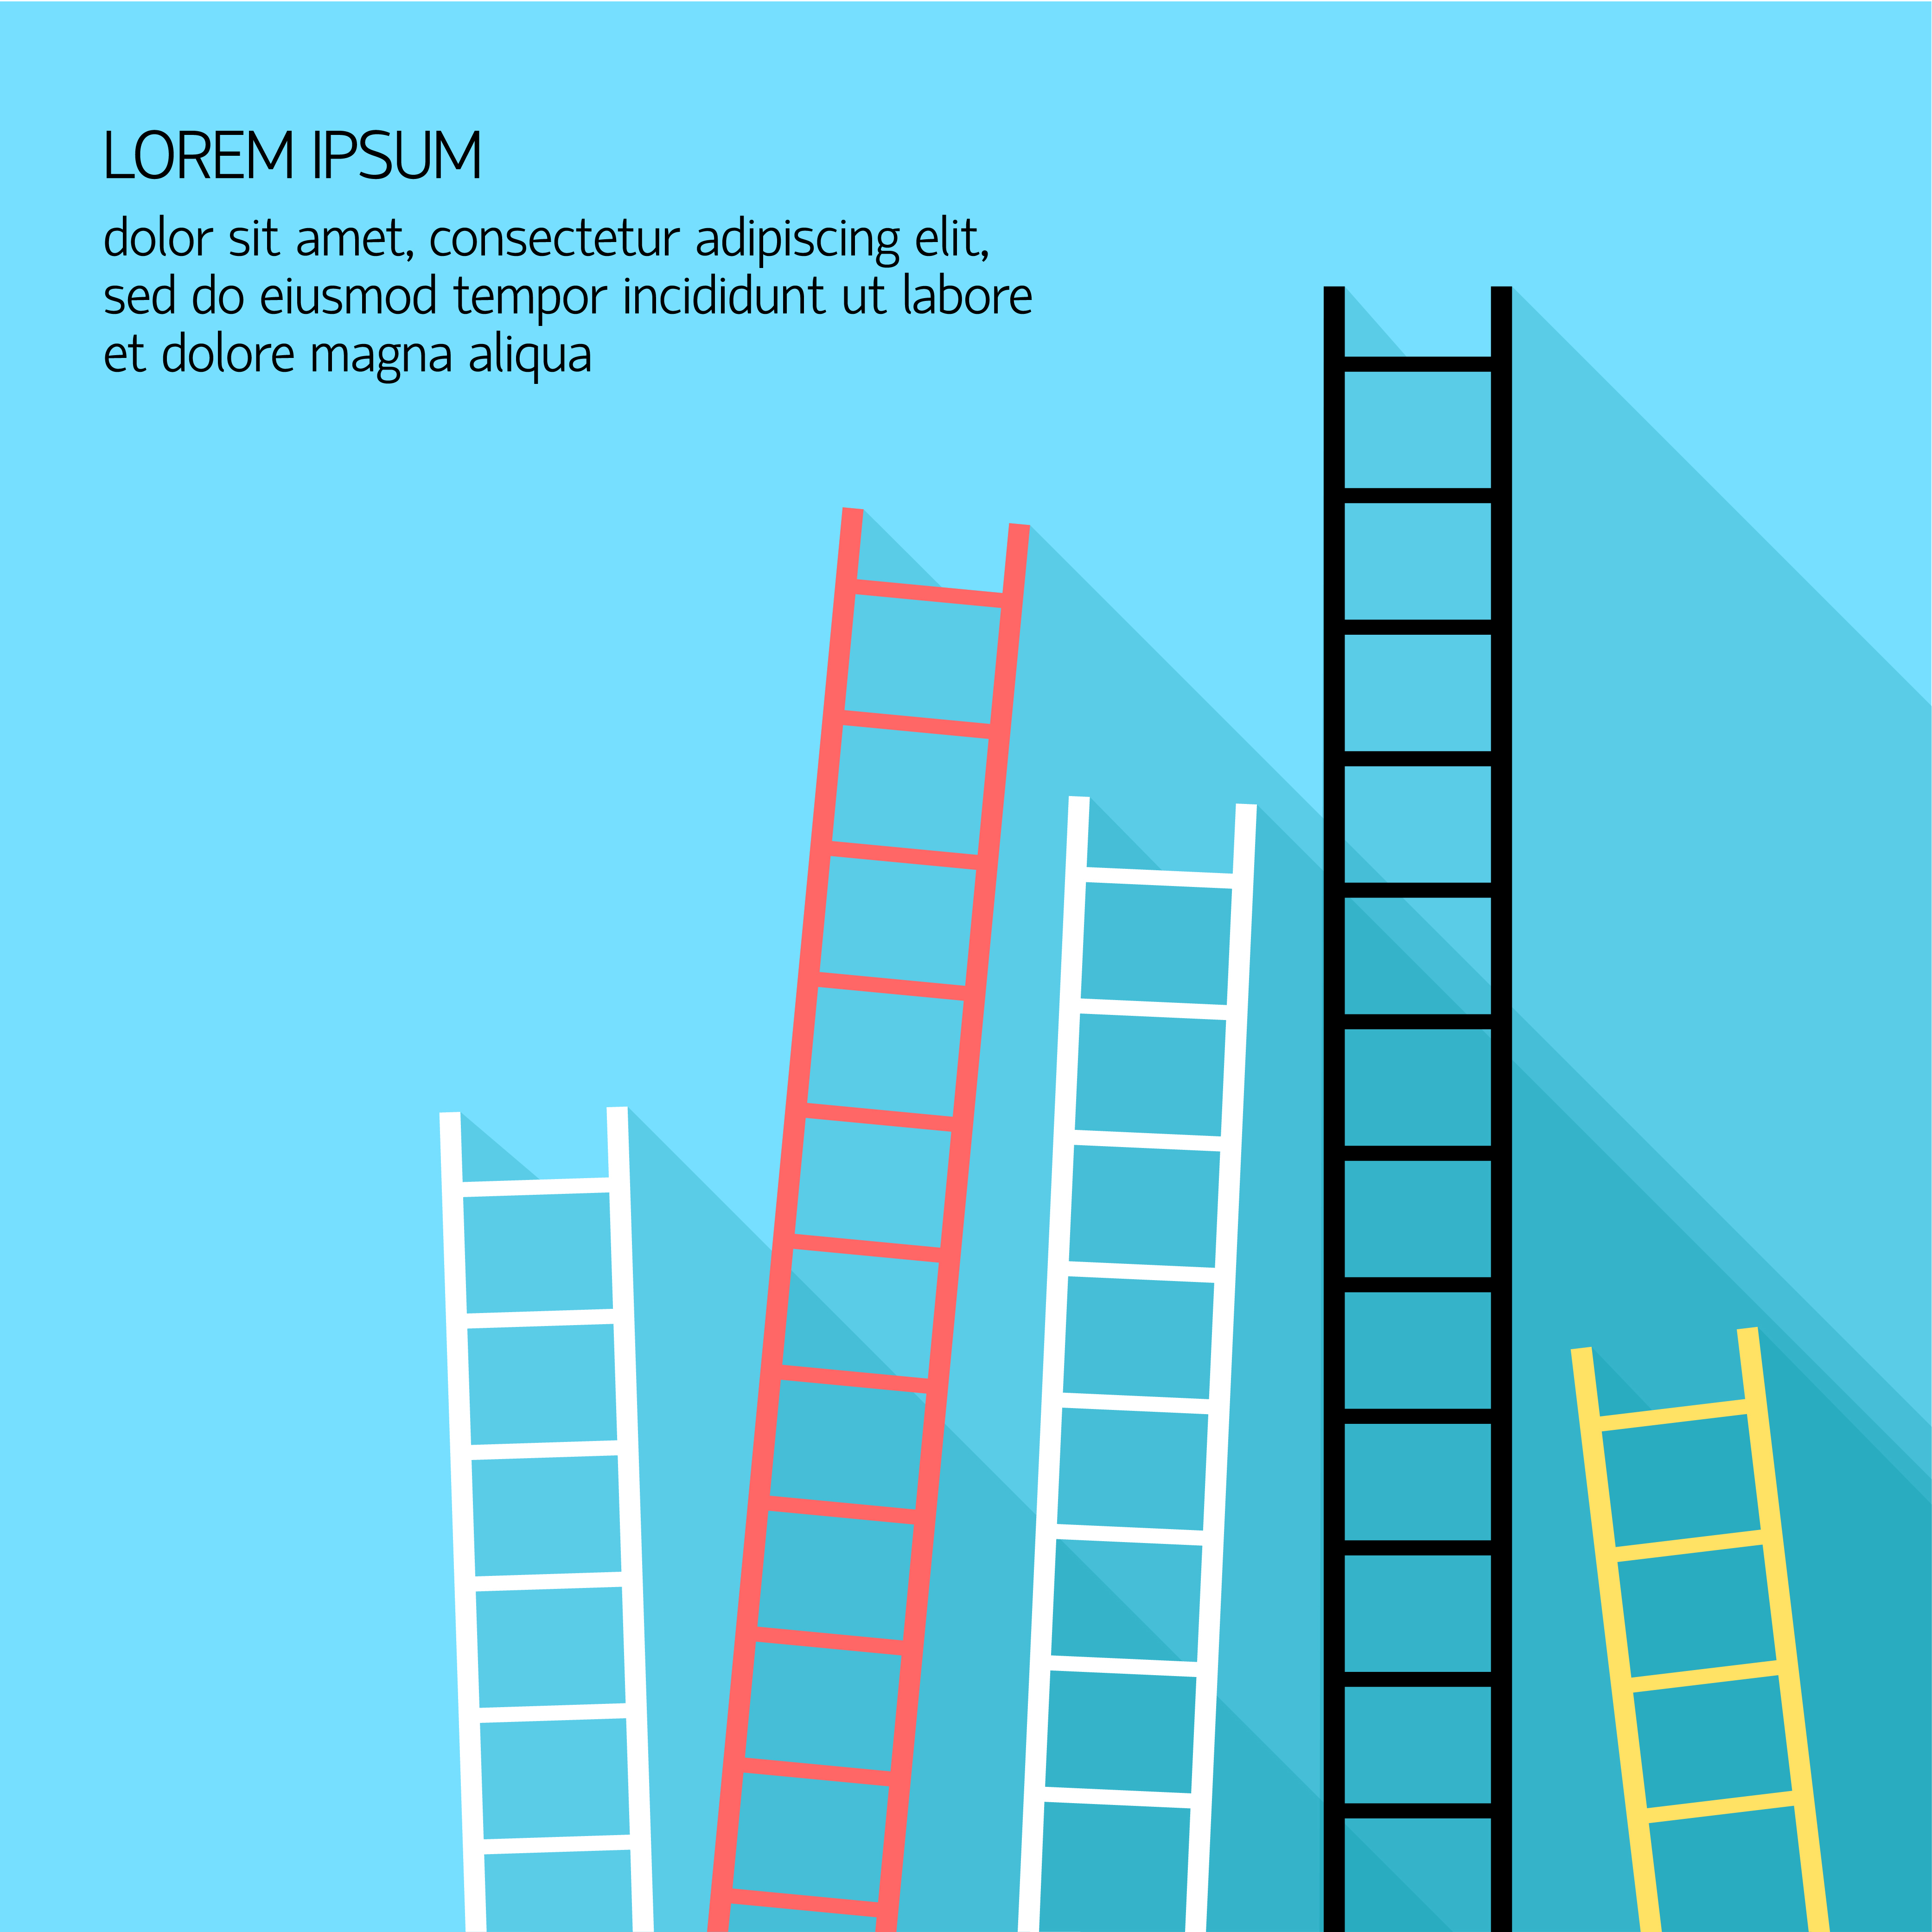 LOREM IPSUM
dolor sit amet, consectetur adipiscing elit,
sed do eiusmod tempor incididunt ut labore
et dolore magna aliqua